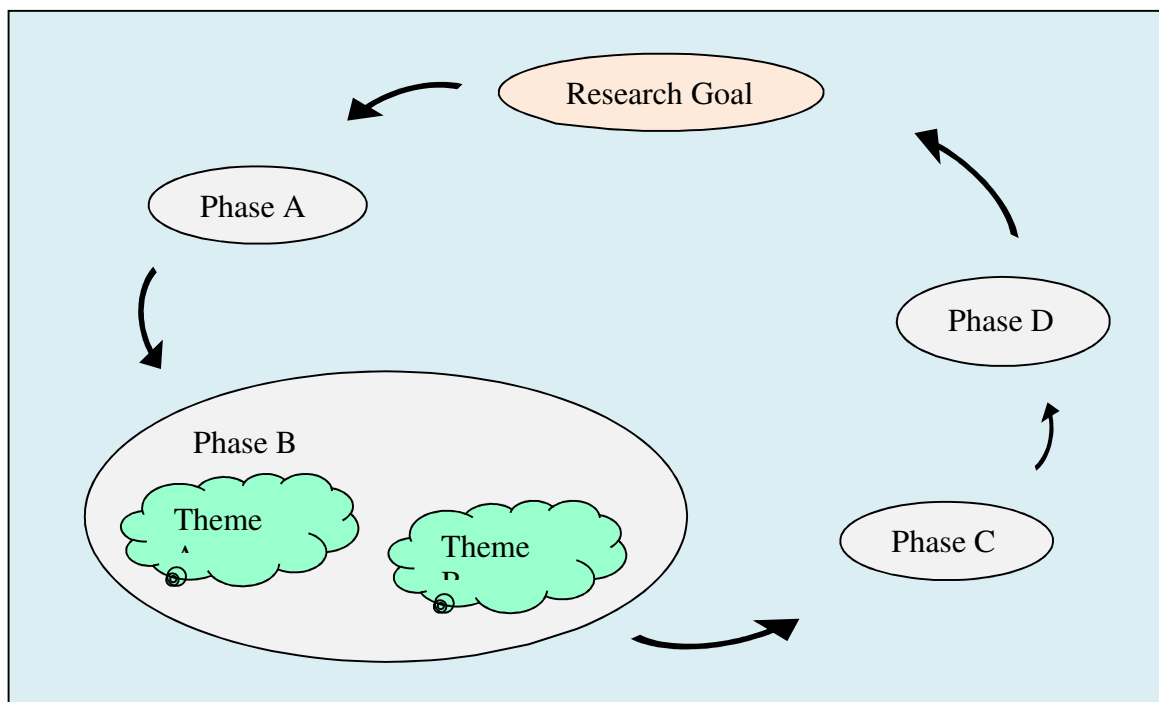 Research Goal
Phase A
Phase B
Theme
A
Theme
B
Phase C
Phase D